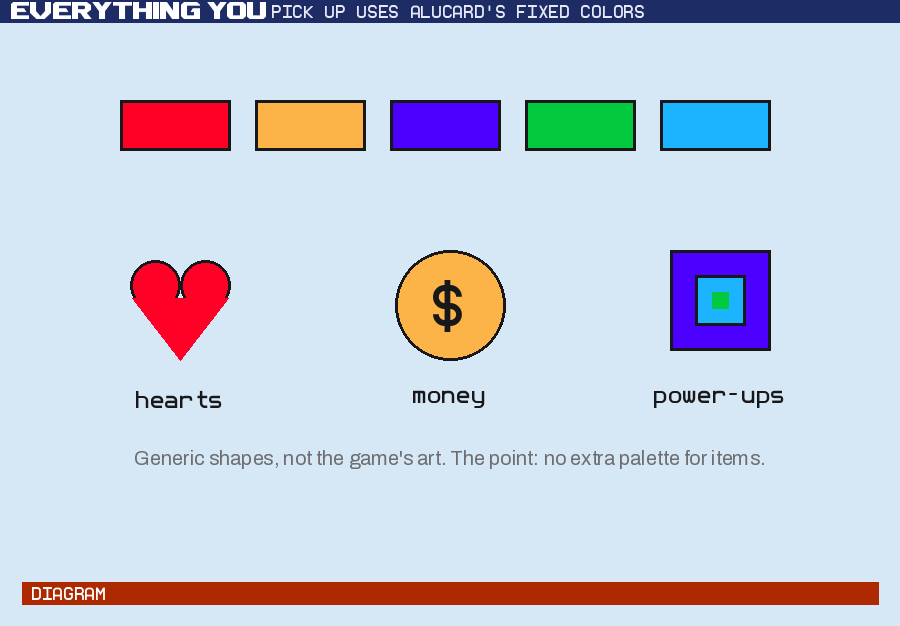 EVERYTHING YOU PICK UP USES ALUCARD'S FIXED COLORS
$
hearts
money
power-ups
Generic shapes, not the game's art. The point: no extra palette for items.
DIAGRAM